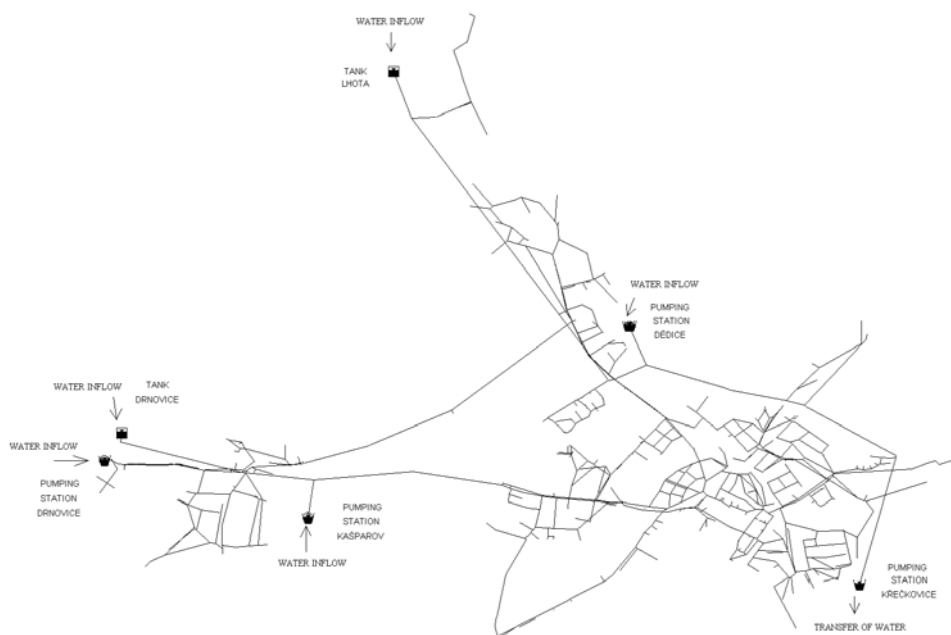 WATER INFLOW
TANK
LHOTA
WATER INFLOW
PUMPING
STATION
DĚDICE
WATER INFLOW
TANK
DRNOVICE
WATER INFLOW
PUMPING
STATION
DRNOVICE
PUMPING
STATION
KAŠPAROV
WATER INFLOW
PUMPING
STATION
KŘEČKOVICE
TRANSFER OF WATER